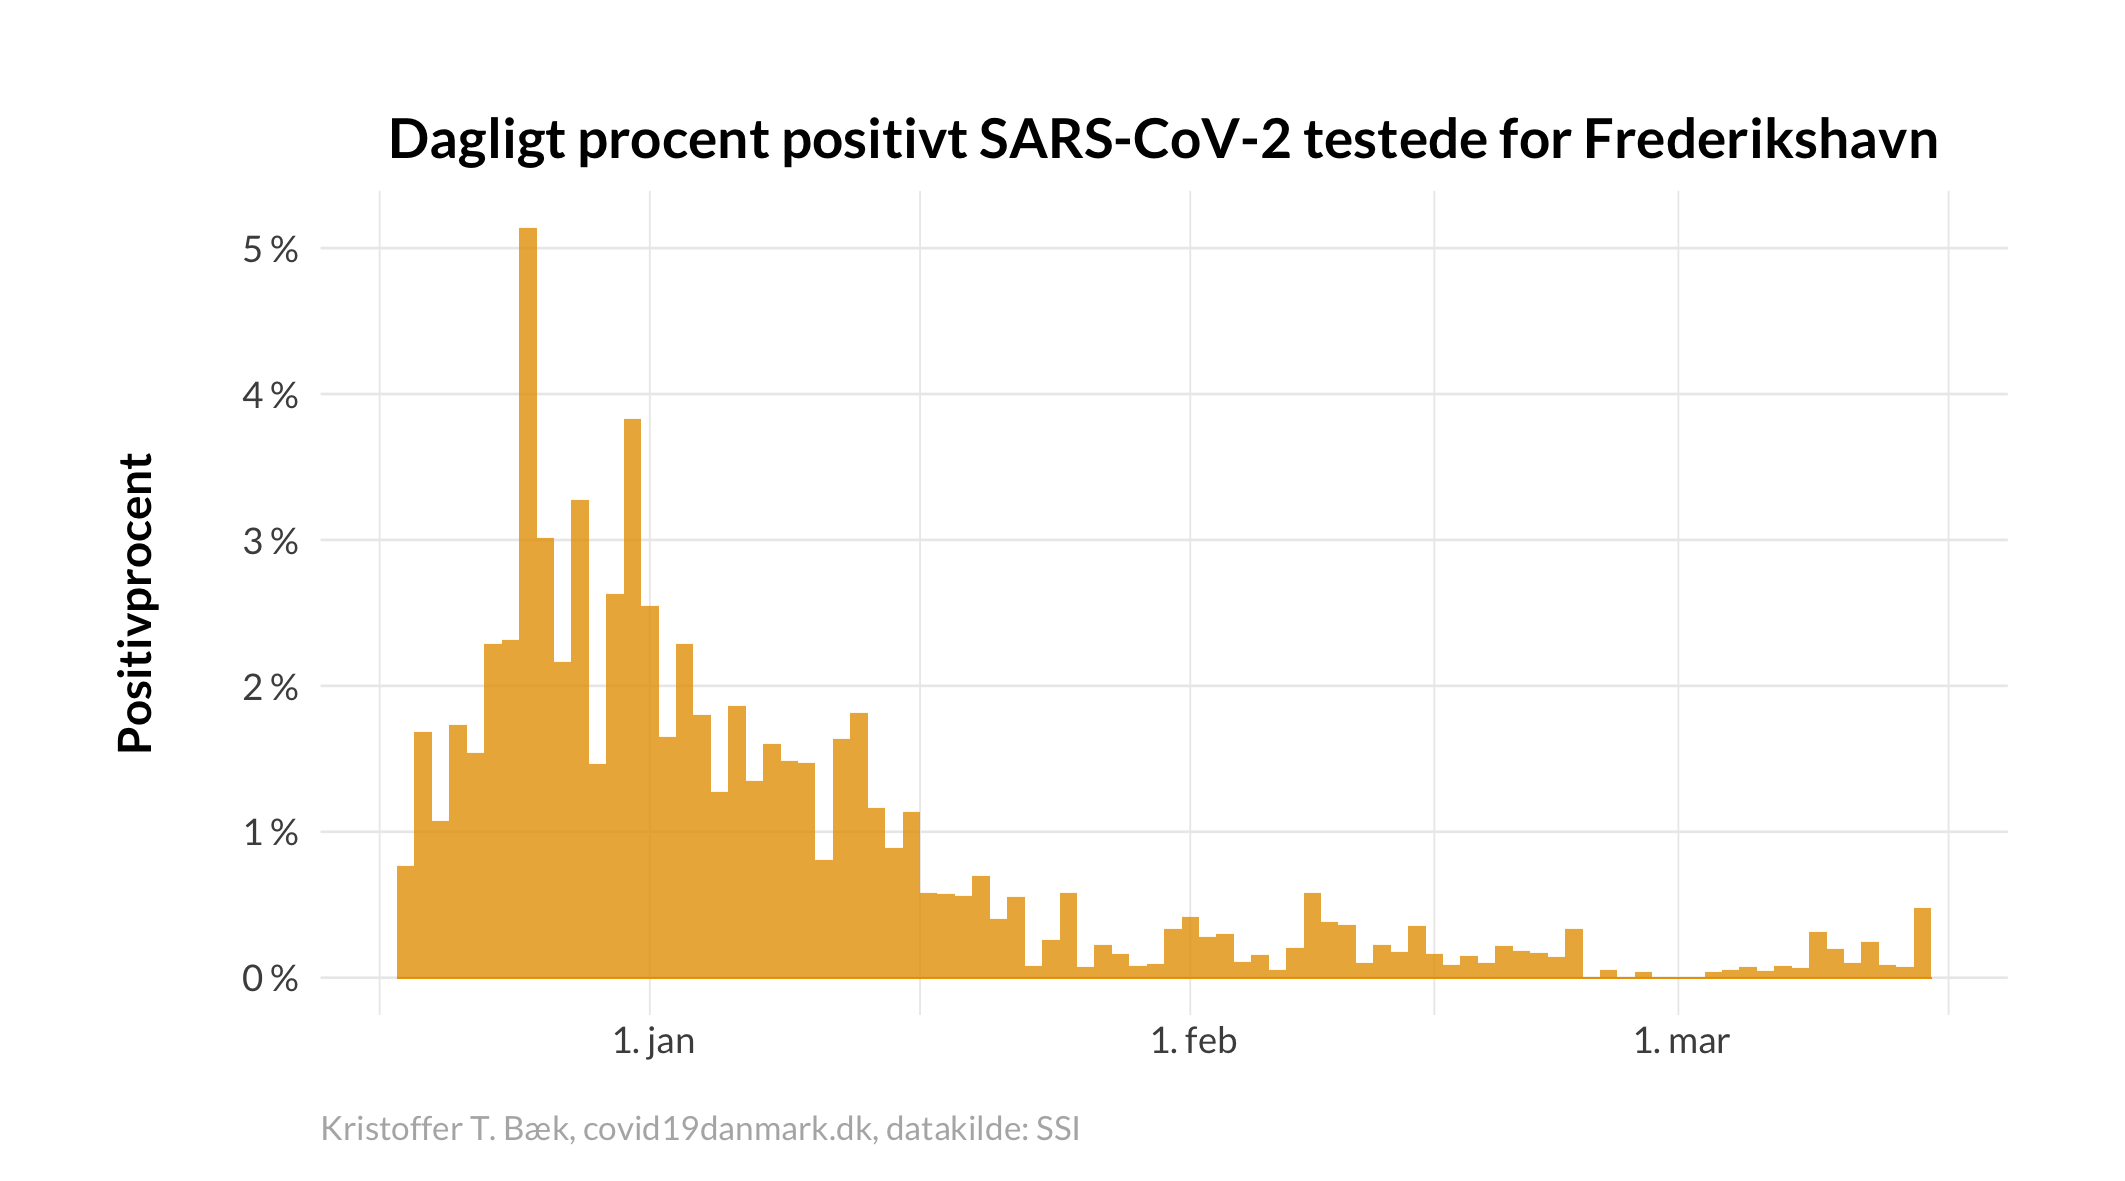 Dagligt procent positivt SARS-CoV-2 testede for Frederikshavn
Positivprocent
5 %
4 %
3 %
2 %
1 %
0 %
1. jan
1. feb
1. mar
Kristoffer T. Bæk, covid19danmark.dk, datakilde: SSI